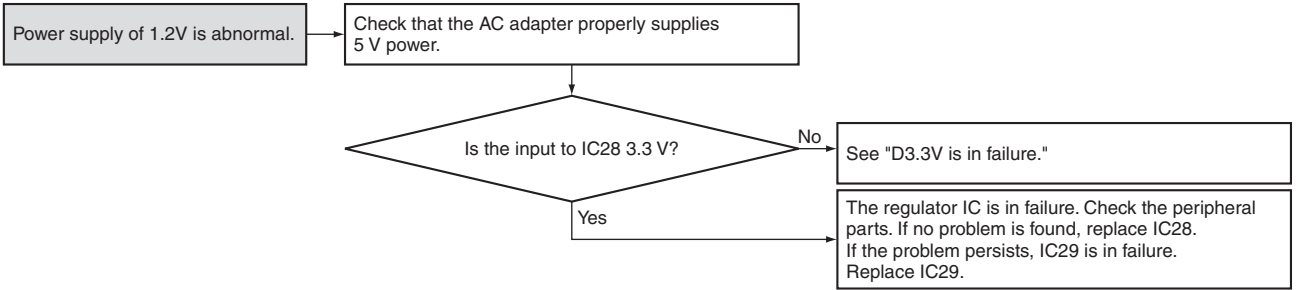 Power supply of 1.2V is abnormal.
Check that the AC adapter properly supplies
5 V power.
Is the input to IC28 3.3 V?
No
See "D3.3V is in failure."
Yes
The regulator IC is in failure. Check the peripheral
parts. If no problem is found, replace IC28.
If the problem persists, IC29 is in failure.
Replace IC29.